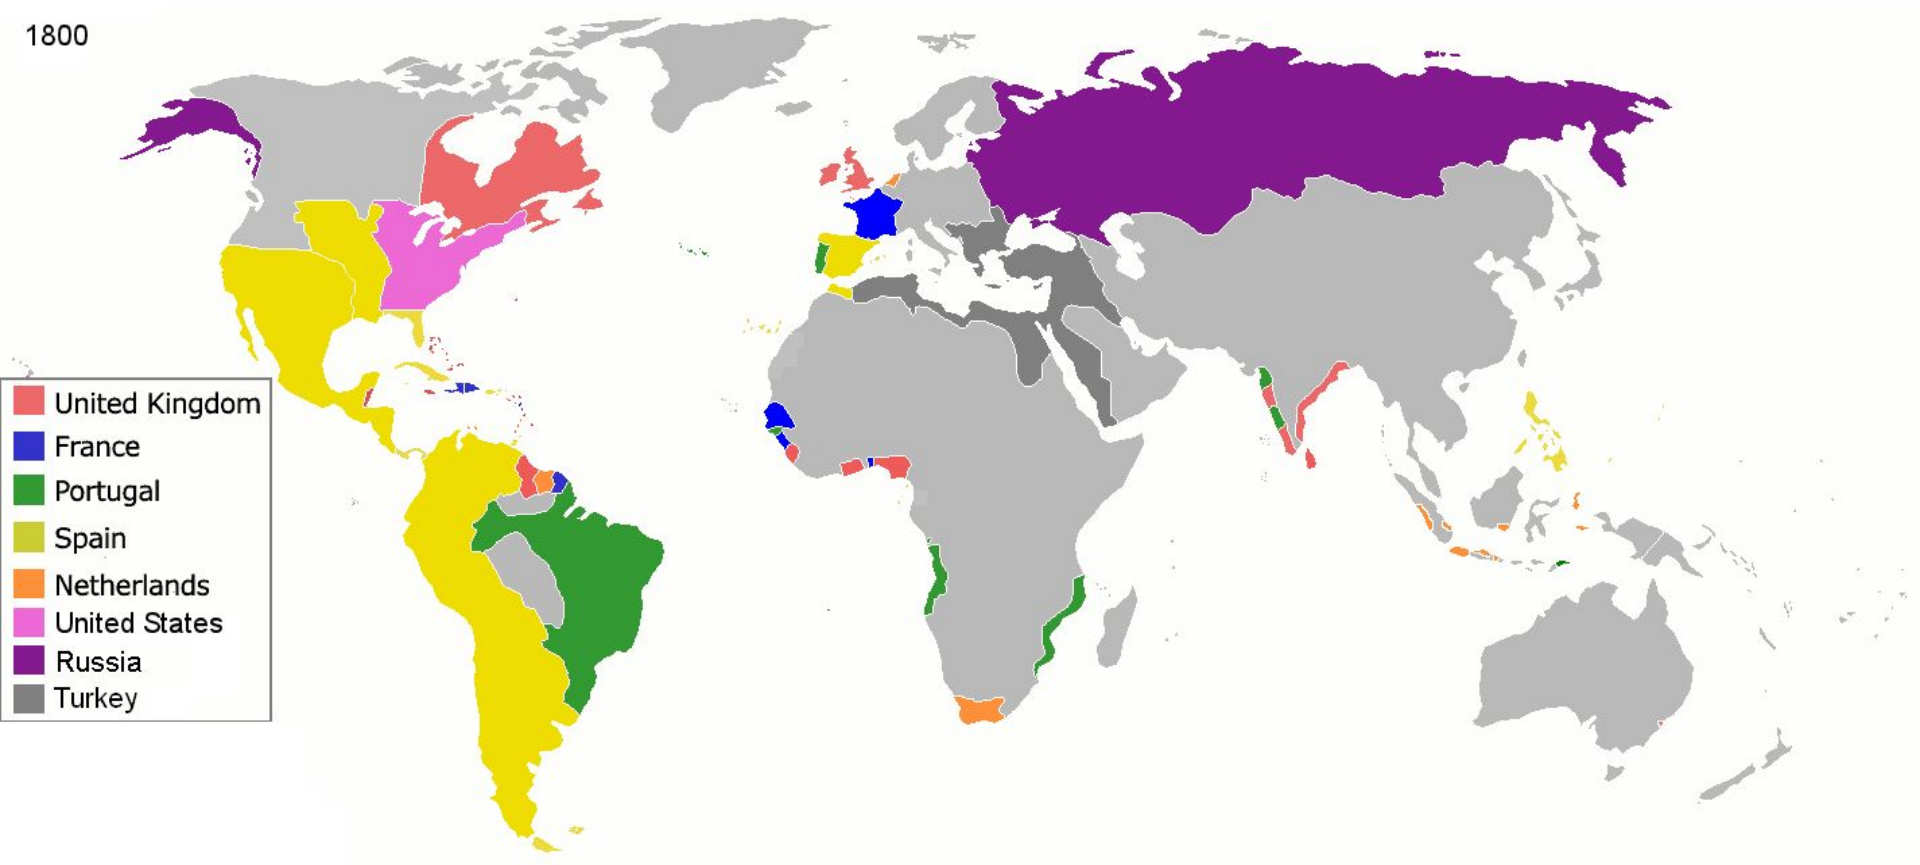 1800
United Kingdom
France
Portugal
Spain
Netherlands
United States
Russia
Turkey